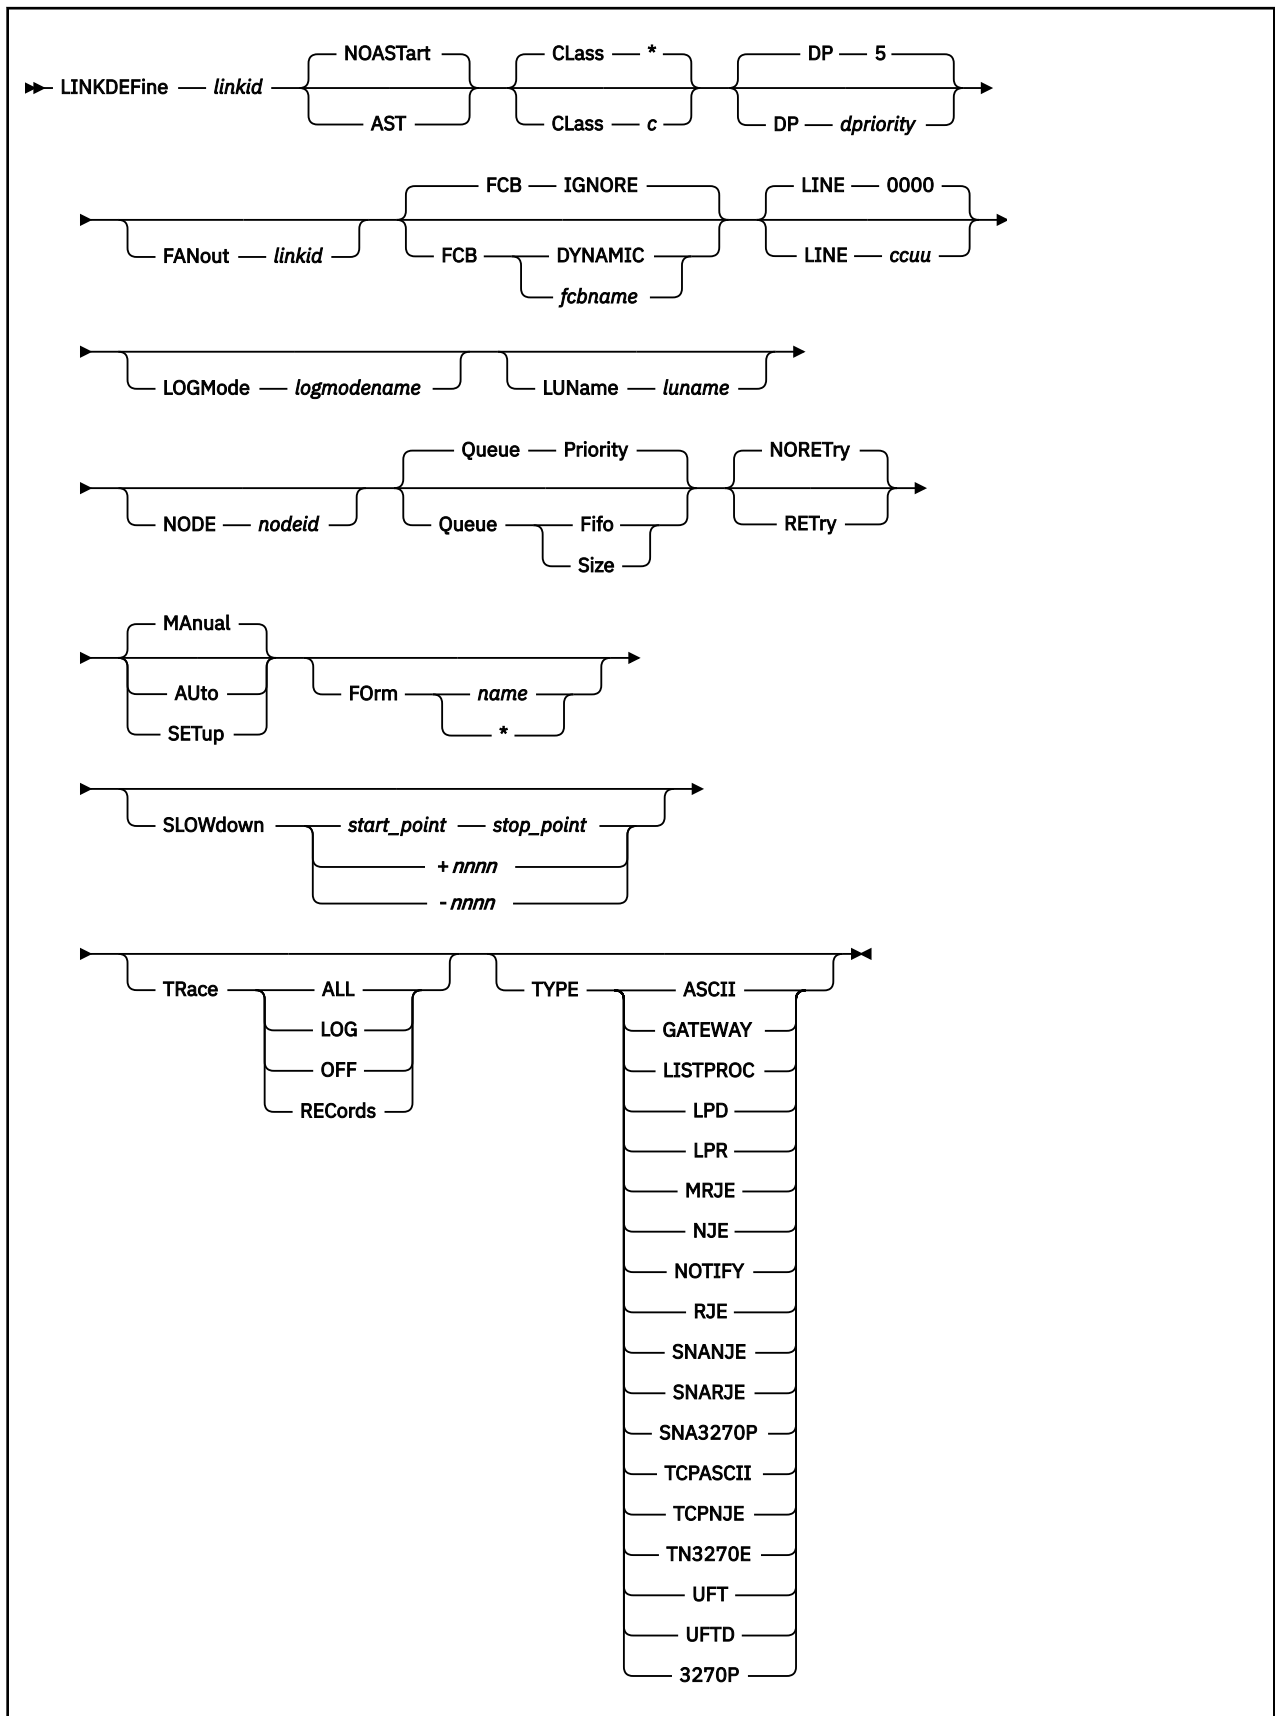 NOASTart CLass * DP 5
LINKDEFine linkid
AST CLass c DP dpriority
FCB IGNORE LINE 0000
FANout linkid FCB DYNAMIC LINE ccuu
fcbname
LOGMode logmodename LUName luname
Queue Priority NORETry
NODE nodeid Queue Fifo RETry
Size
MAnual
AUto FOrm name
SETup *
SLOWdown start_point stop_point
+ nnnn
- nnnn
TRace ALL TYPE ASCII
LOG GATEWAY
OFF LISTPROC
RECords LPD
LPR
MRJE
NJE
NOTIFY
RJE
SNANJE
SNARJE
SNA3270P
TCPASCII
TCPNJE
TN3270E
UFT
UFTD
3270P